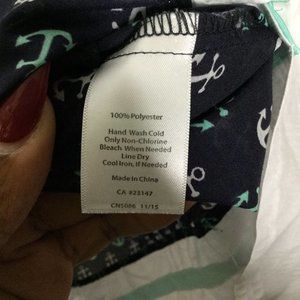 100% Polyester
Hand Wash Cold
Only Non-Chlorine
Bleach When Needed
Line Dry
Cool Iron, If Needed
Made in China
CA #23147
CN5086 11/15